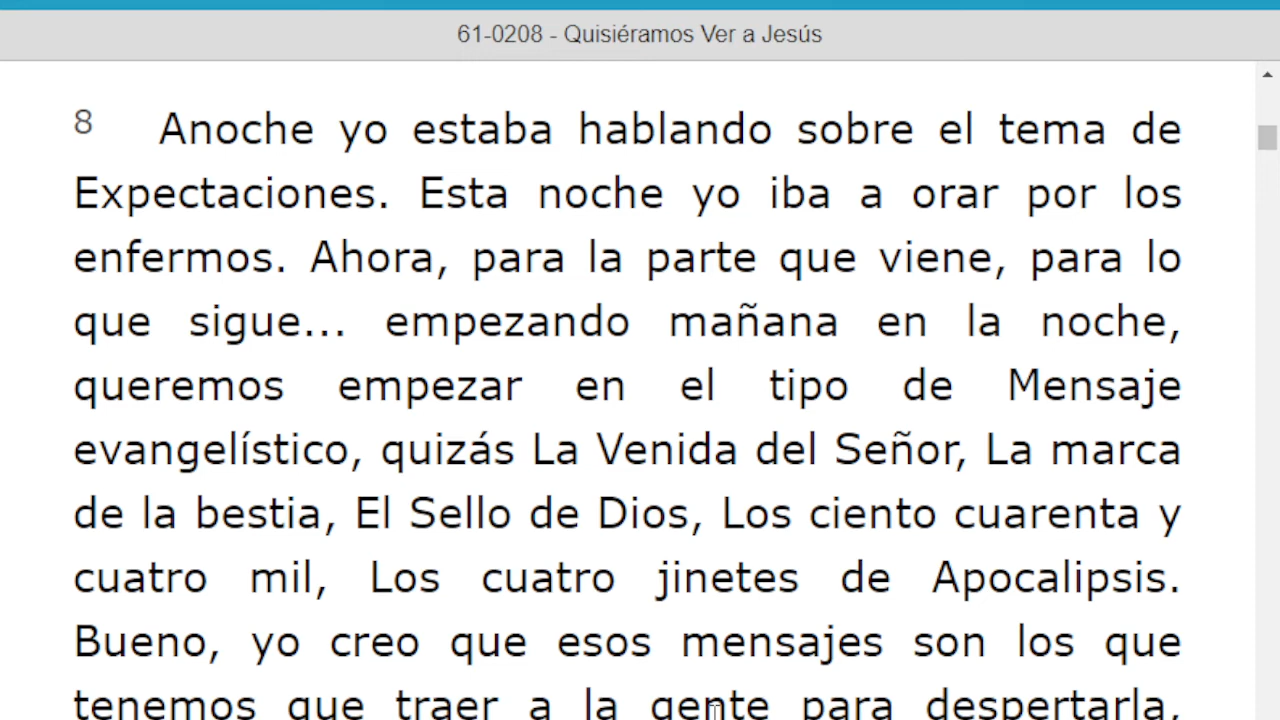 61-0208 - Quisiéramos Ver a Jesús
8 Anoche yo estaba hablando sobre el tema de
Expectaciones. Esta noche yo iba a orar por los
enfermos. Ahora, para la parte que viene, para lo
que sigue... empezando mañana en la noche,
queremos empezar en el tipo de Mensaje
evangelístico, quizás La Venida del Señor, La marca
de la bestia, El Sello de Dios, Los ciento cuarenta y
cuatro mil, Los cuatro jinetes de Apocalipsis.
Bueno, yo creo que esos mensajes son los que
tenemos que traer a la gente para despertarla,